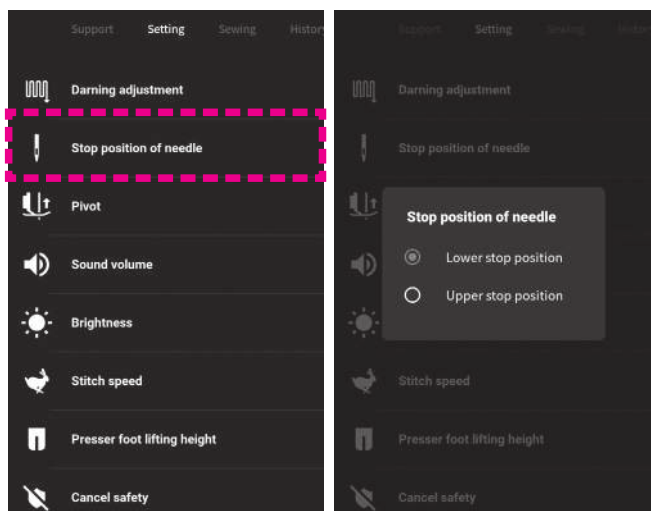 Support Setting Sewing History
Darning adjustment
Stop position of needle
Pivot
Sound volume
Brightness
Stitch speed
Presser foot lifting height
Cancel safety
Support Setting Sewing
Darning adjustment
Stop position of needle
Stop position of needle
Lower stop position
Upper stop position
Stitch speed
Presser foot lifting height
Cancel safety